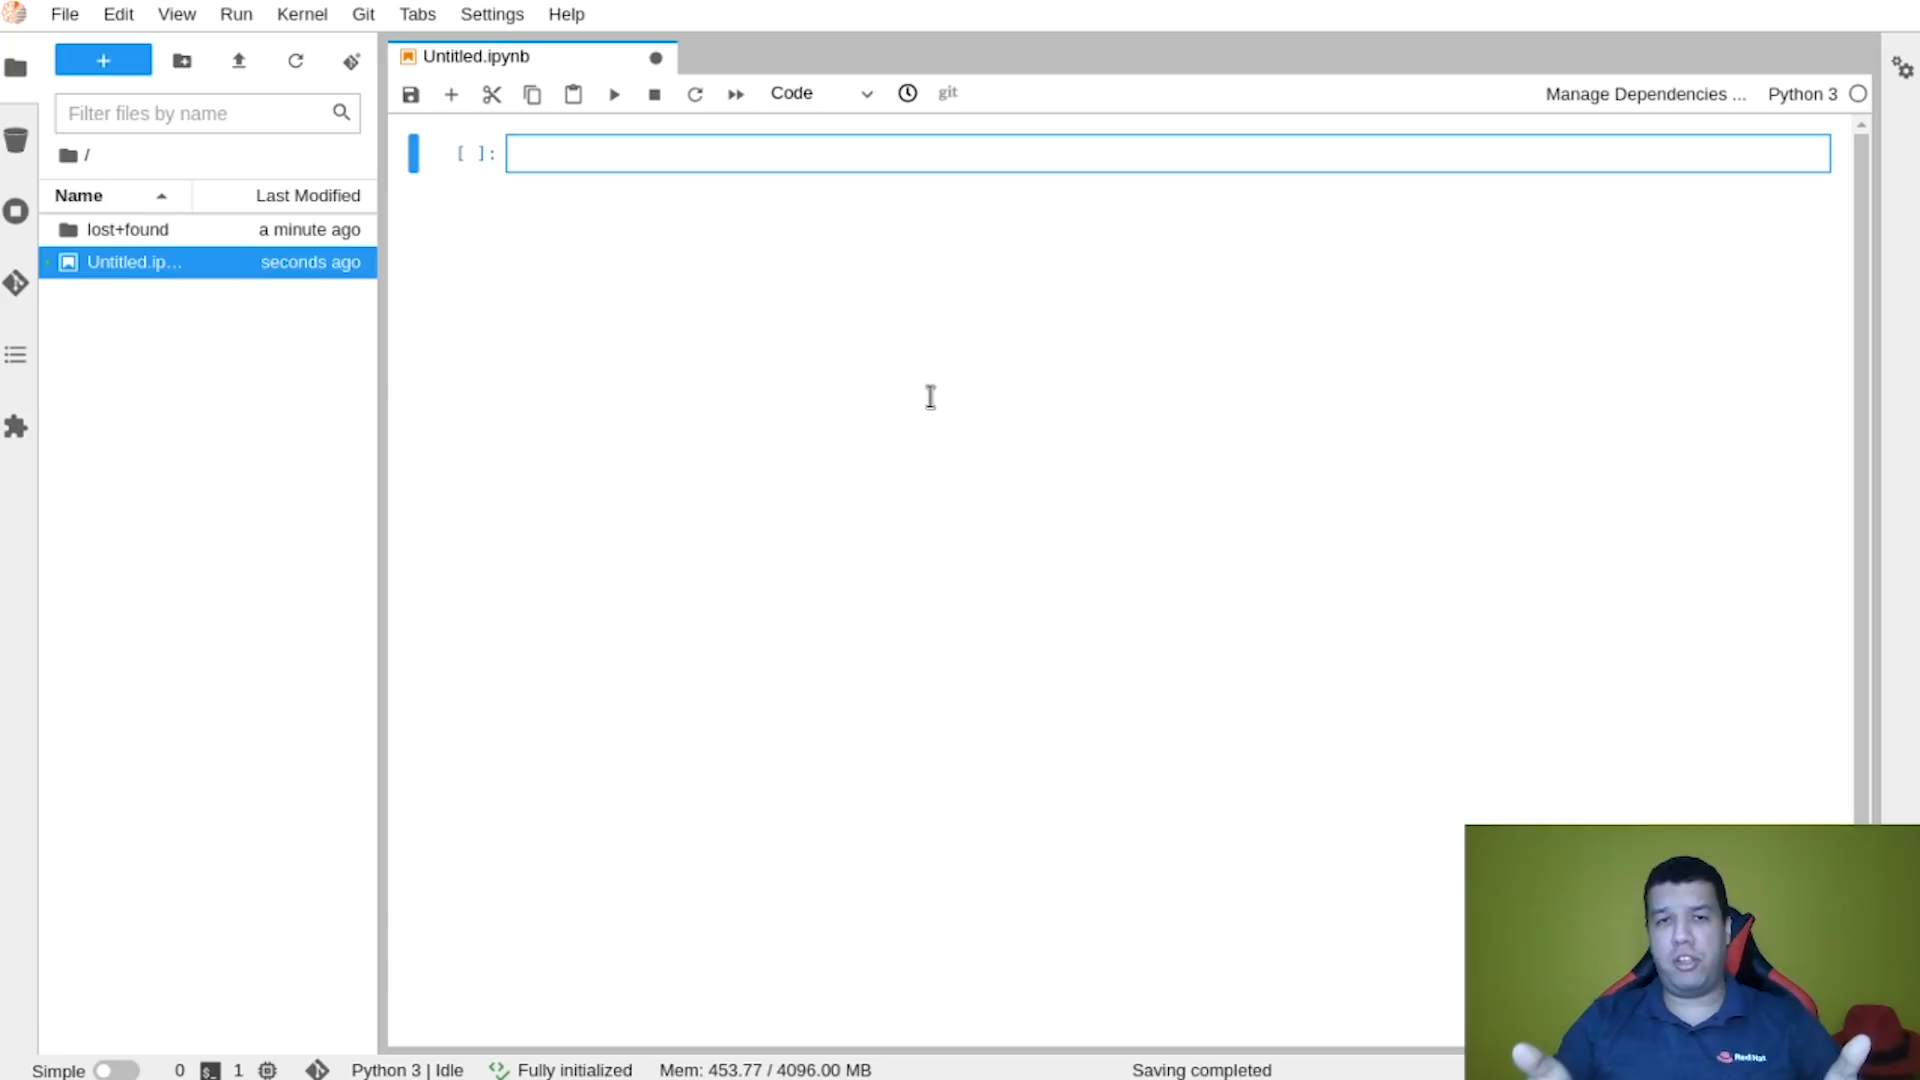 File Edit View Run Kernel Git Tabs Settings Help
+
Filter files by name
/
Name Last Modified
lost+found a minute ago
Untitled.ip... seconds ago
Untitled.ipynb
Code git Manage Dependencies ... Python 3
[ ]:
Red Hat
Simple 0 $_ 1 Python 3 | Idle Fully initialized Mem: 453.77 / 4096.00 MB Saving completed